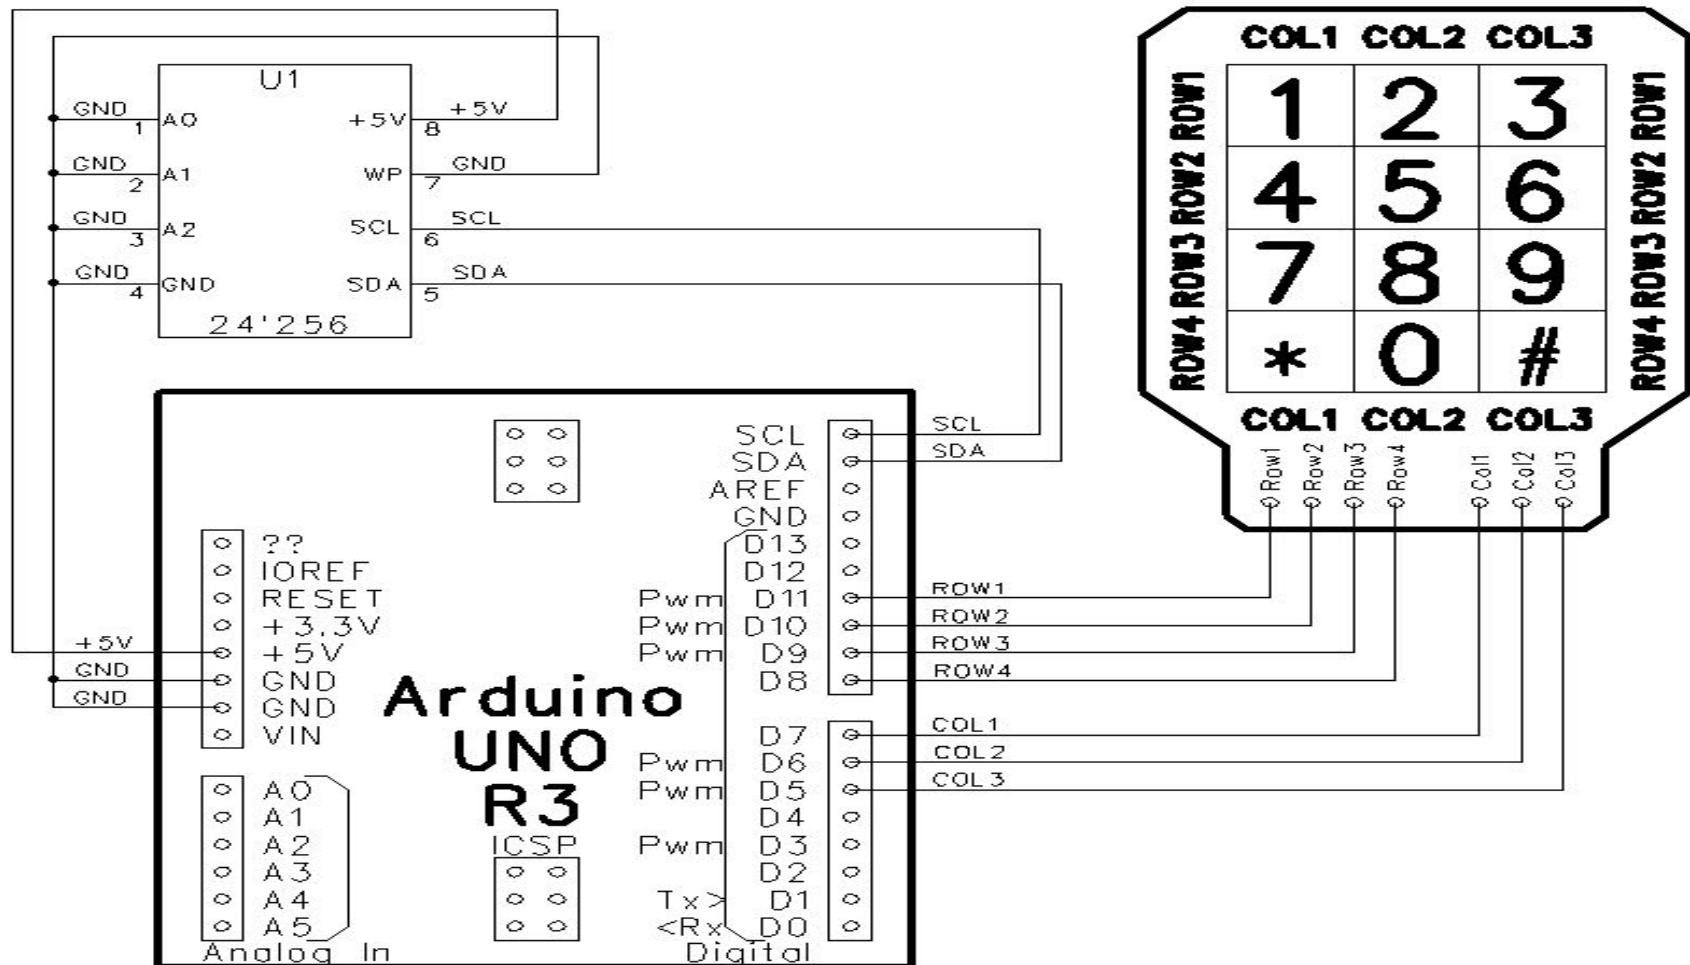 U1
GND 1 A0 +5V 8 +5V
GND 2 A1 WP 7 GND
GND 3 A2 SCL 6 SCL
GND 4 GND SDA 5 SDA
24'256
COL1 COL2 COL3
ROW1 1 2 3 ROW1
ROW2 4 5 6 ROW2
ROW3 7 8 9 ROW3
ROW4 * 0 # ROW4
COL1 COL2 COL3
Row1 Row2 Row3 Row4 Col1 Col2 Col3
SCL SCL
SDA SDA
AREF
GND
?? D13
IOREF D12
RESET Pwm D11 ROW1
+3.3V Pwm D10 ROW2
+5V +5V Pwm D9 ROW3
GND GND D8 ROW4
GND GND
VIN D7 COL1
Pwm D6 COL2
A0 Pwm D5 COL3
A1 D4
A2 Pwm D3
A3 D2
A4 Tx> D1
A5 <Rx D0
Analog In Digital
Arduino
UNO
R3
ICSP